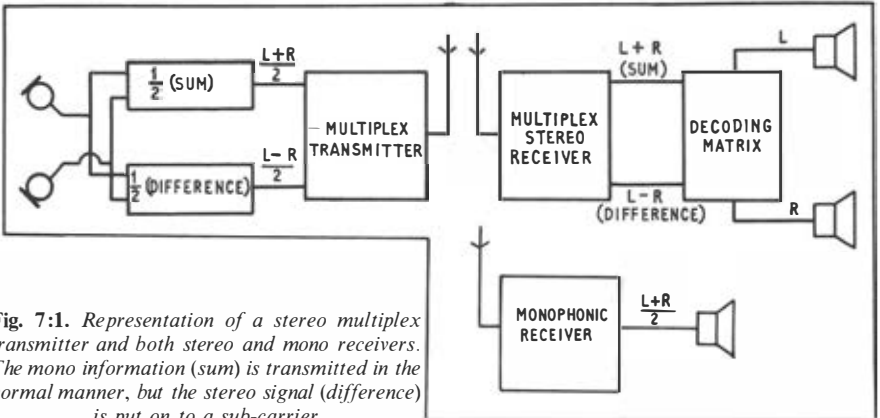 ½ (SUM)
L+R
2
MULTIPLEX
TRANSMITTER
½ (DIFFERENCE)
L-R
2
MULTIPLEX
STEREO
RECEIVER
L+R
(SUM)
L-R
(DIFFERENCE)
DECODING
MATRIX
L
R
MONOPHONIC
RECEIVER
L+R
2
ig. 7:1. Representation of a stereo multiplex
ransmitter and both stereo and mono receivers.
he mono information (sum) is transmitted in the
ormal manner, but the stereo signal (difference)
is put on to a sub-carrier